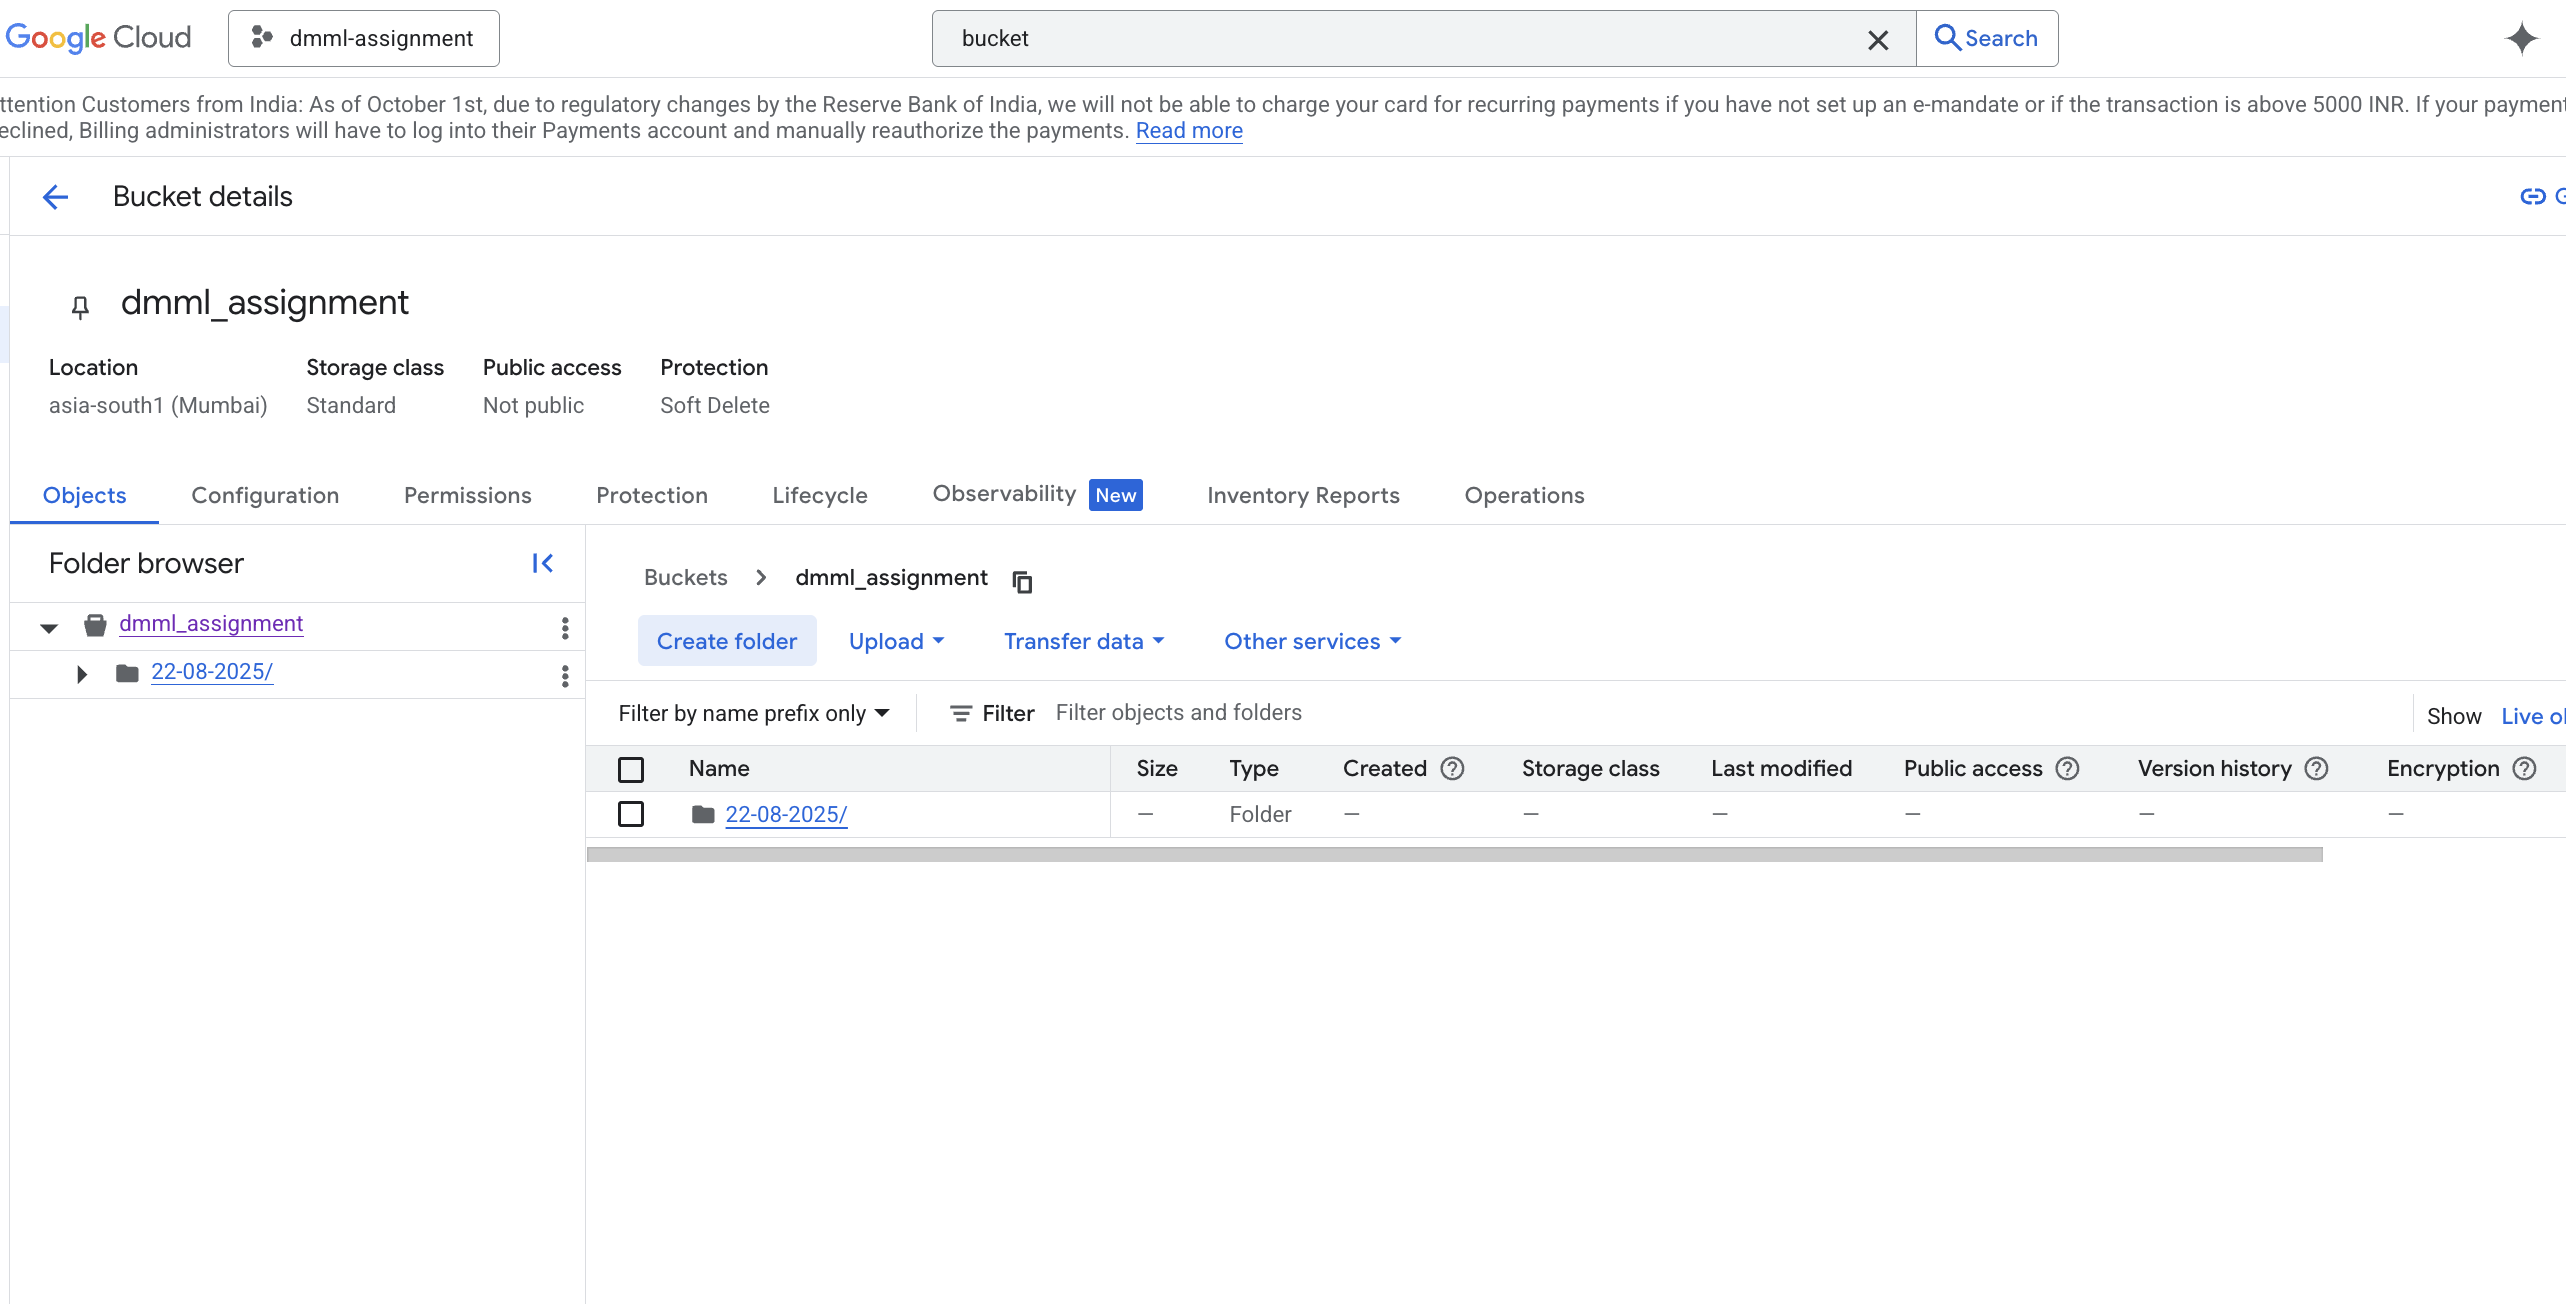 Google Cloud
dmml-assignment
bucket
Search
ttention Customers from India: As of October 1st, due to regulatory changes by the Reserve Bank of India, we will not be able to charge your card for recurring payments if you have not set up an e-mandate or if the transaction is above 5000 INR. If your payment
eclined, Billing administrators will have to log into their Payments account and manually reauthorize the payments. Read more
Bucket details
dmml_assignment
Location Storage class Public access Protection
asia-south1 (Mumbai) Standard Not public Soft Delete
Objects Configuration Permissions Protection Lifecycle Observability New Inventory Reports Operations
Folder browser
dmml_assignment
22-08-2025/
Buckets > dmml_assignment
Create folder Upload Transfer data Other services
Filter by name prefix only Filter Filter objects and folders Show Live
Name Size Type Created Storage class Last modified Public access Version history Encryption
22-08-2025/ — Folder — — — — — —